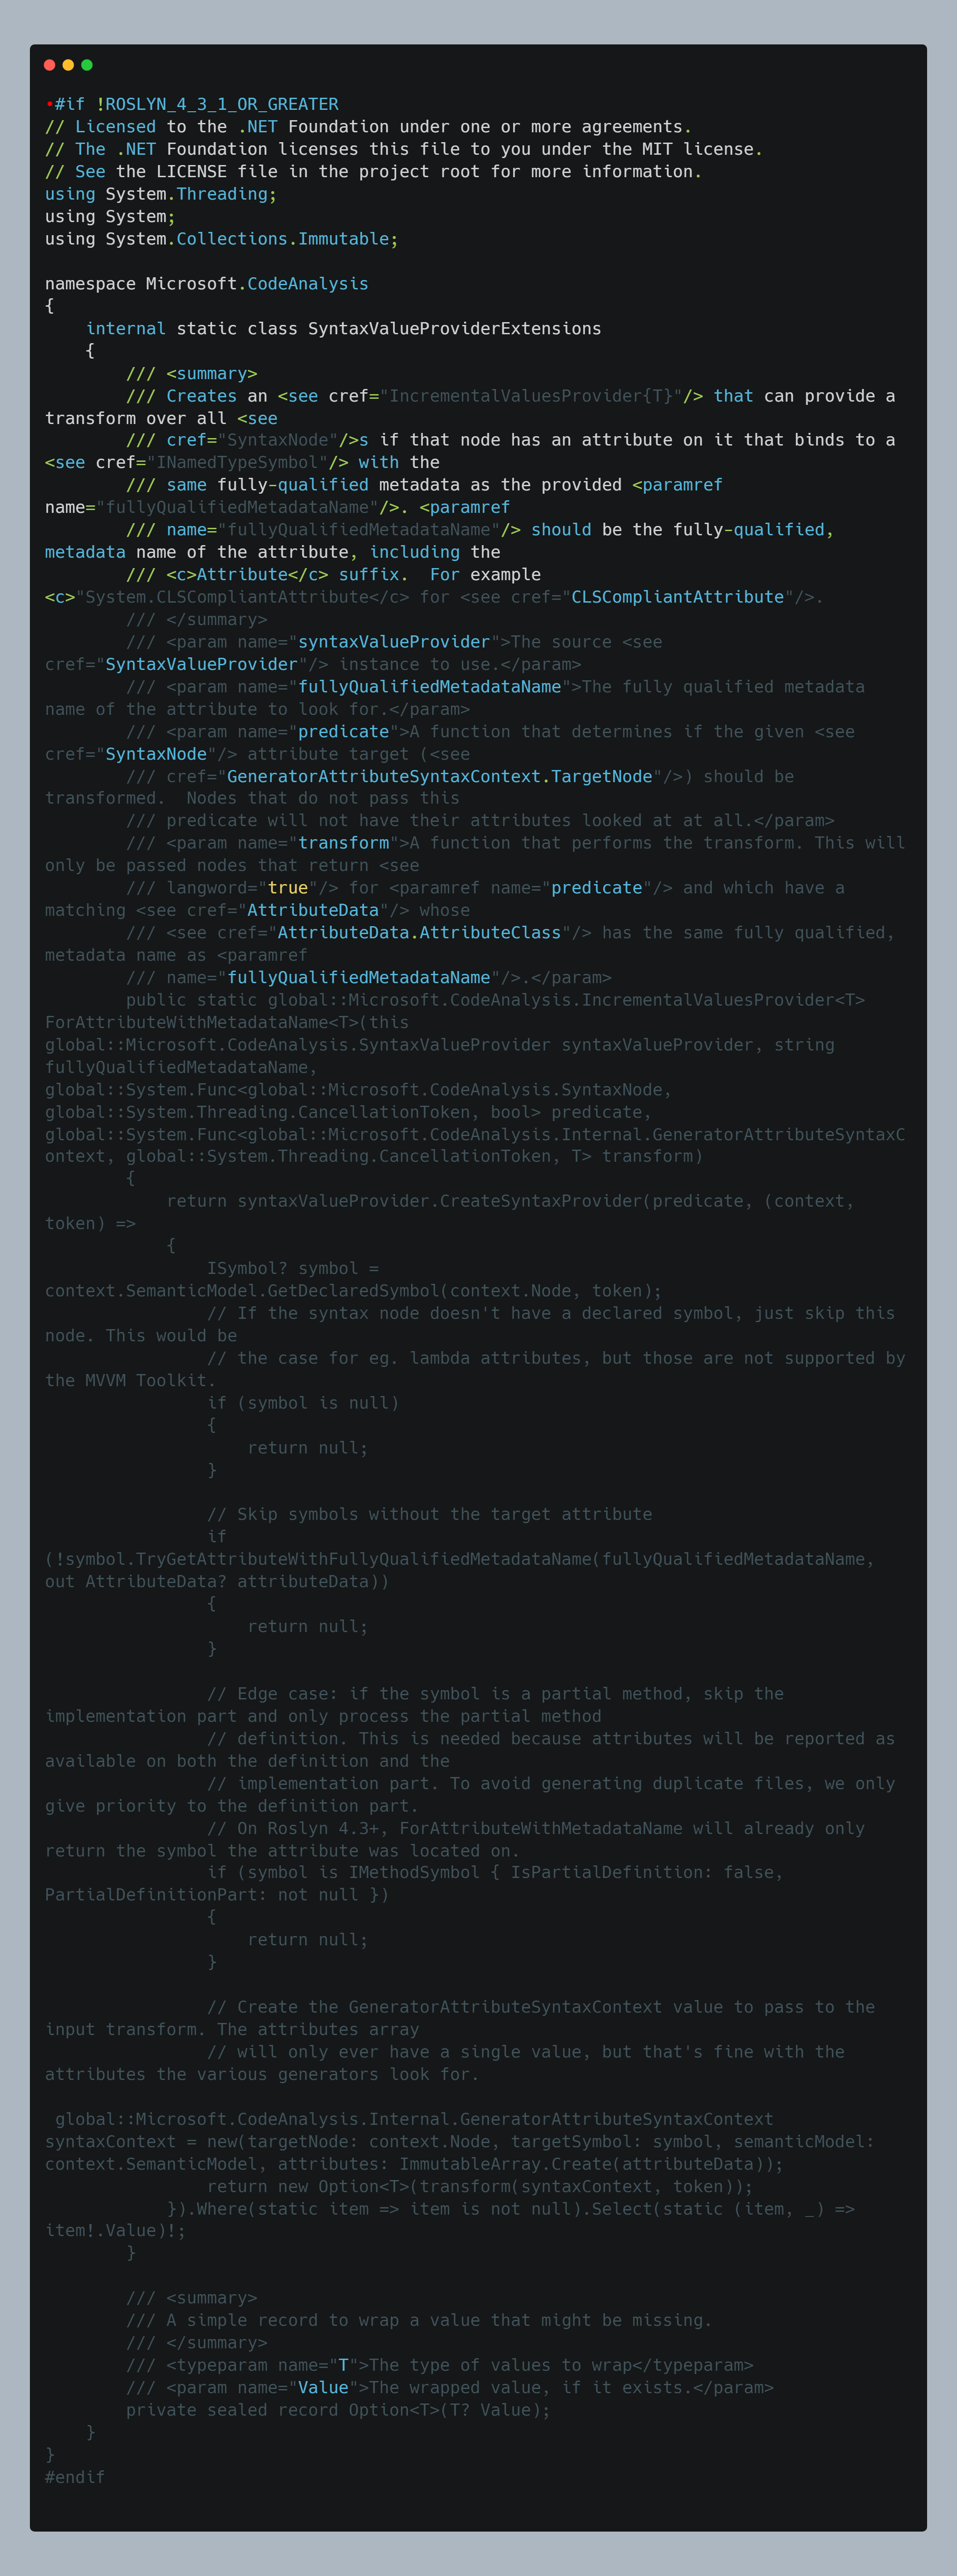 •#if !ROSLYN_4_3_1_OR_GREATER
// Licensed to the .NET Foundation under one or more agreements.
// The .NET Foundation licenses this file to you under the MIT license.
// See the LICENSE file in the project root for more information.
using System.Threading;
using System;
using System.Collections.Immutable;

namespace Microsoft.CodeAnalysis
{
    internal static class SyntaxValueProviderExtensions
    {
        /// <summary>
        /// Creates an <see cref="IncrementalValuesProvider{T}"/> that can provide a
transform over all <see
        /// cref="SyntaxNode"/>s if that node has an attribute on it that binds to a
<see cref="INamedTypeSymbol"/> with the
        /// same fully-qualified metadata as the provided <paramref
name="fullyQualifiedMetadataName"/>. <paramref
        /// name="fullyQualifiedMetadataName"/> should be the fully-qualified,
metadata name of the attribute, including the
        /// <c>Attribute</c> suffix.  For example
<c>"System.CLSCompliantAttribute</c> for <see cref="CLSCompliantAttribute"/>.
        /// </summary>
        /// <param name="syntaxValueProvider">The source <see
cref="SyntaxValueProvider"/> instance to use.</param>
        /// <param name="fullyQualifiedMetadataName">The fully qualified metadata
name of the attribute to look for.</param>
        /// <param name="predicate">A function that determines if the given <see
cref="SyntaxNode"/> attribute target (<see
        /// cref="GeneratorAttributeSyntaxContext.TargetNode"/>) should be
transformed.  Nodes that do not pass this
        /// predicate will not have their attributes looked at at all.</param>
        /// <param name="transform">A function that performs the transform. This will
only be passed nodes that return <see
        /// langword="true"/> for <paramref name="predicate"/> and which have a
matching <see cref="AttributeData"/> whose
        /// <see cref="AttributeData.AttributeClass"/> has the same fully qualified,
metadata name as <paramref
        /// name="fullyQualifiedMetadataName"/>.</param>
        public static global::Microsoft.CodeAnalysis.IncrementalValuesProvider<T>
ForAttributeWithMetadataName<T>(this
global::Microsoft.CodeAnalysis.SyntaxValueProvider syntaxValueProvider, string
fullyQualifiedMetadataName,
global::System.Func<global::Microsoft.CodeAnalysis.SyntaxNode,
global::System.Threading.CancellationToken, bool> predicate,
global::System.Func<global::Microsoft.CodeAnalysis.Internal.GeneratorAttributeSyntaxC
ontext, global::System.Threading.CancellationToken, T> transform)
        {
            return syntaxValueProvider.CreateSyntaxProvider(predicate, (context,
token) =>
            {
                ISymbol? symbol =
context.SemanticModel.GetDeclaredSymbol(context.Node, token);
                // If the syntax node doesn't have a declared symbol, just skip this
node. This would be
                // the case for eg. lambda attributes, but those are not supported by
the MVVM Toolkit.
                if (symbol is null)
                {
                    return null;
                }

                // Skip symbols without the target attribute
                if
(!symbol.TryGetAttributeWithFullyQualifiedMetadataName(fullyQualifiedMetadataName,
out AttributeData? attributeData))
                {
                    return null;
                }

                // Edge case: if the symbol is a partial method, skip the
implementation part and only process the partial method
                // definition. This is needed because attributes will be reported as
available on both the definition and the
                // implementation part. To avoid generating duplicate files, we only
give priority to the definition part.
                // On Roslyn 4.3+, ForAttributeWithMetadataName will already only
return the symbol the attribute was located on.
                if (symbol is IMethodSymbol { IsPartialDefinition: false,
PartialDefinitionPart: not null })
                {
                    return null;
                }

                // Create the GeneratorAttributeSyntaxContext value to pass to the
input transform. The attributes array
                // will only ever have a single value, but that's fine with the
attributes the various generators look for.

 global::Microsoft.CodeAnalysis.Internal.GeneratorAttributeSyntaxContext
syntaxContext = new(targetNode: context.Node, targetSymbol: symbol, semanticModel:
context.SemanticModel, attributes: ImmutableArray.Create(attributeData));
                return new Option<T>(transform(syntaxContext, token));
            }).Where(static item => item is not null).Select(static (item, _) =>
item!.Value)!;
        }

        /// <summary>
        /// A simple record to wrap a value that might be missing.
        /// </summary>
        /// <typeparam name="T">The type of values to wrap</typeparam>
        /// <param name="Value">The wrapped value, if it exists.</param>
        private sealed record Option<T>(T? Value);
    }
}
#endif